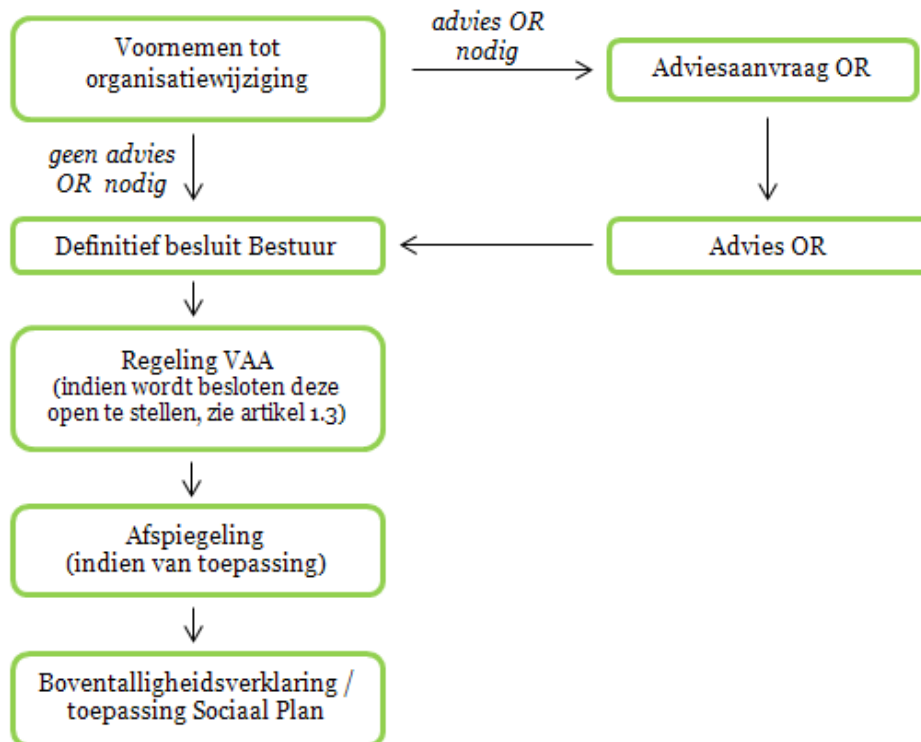 Voornemen tot
organisatiewijziging
advies OR
nodig
Adviesaanvraag OR
geen advies
OR nodig
Definitief besluit Bestuur
Advies OR
Regeling VAA
(indien wordt besloten deze
open te stellen, zie artikel 1.3)
Afspiegeling
(indien van toepassing)
Boventalligheidsverklaring /
toepassing Sociaal Plan